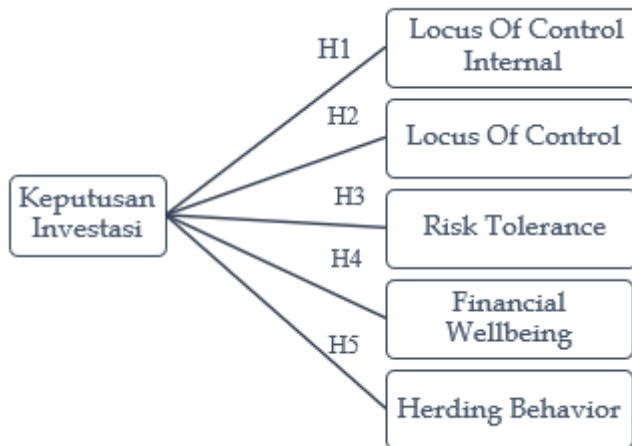 Locus Of Control
Internal
H1
H2
Locus Of Control
Keputusan
Investasi
H3
Risk Tolerance
H4
Financial
Wellbeing
H5
Herding Behavior